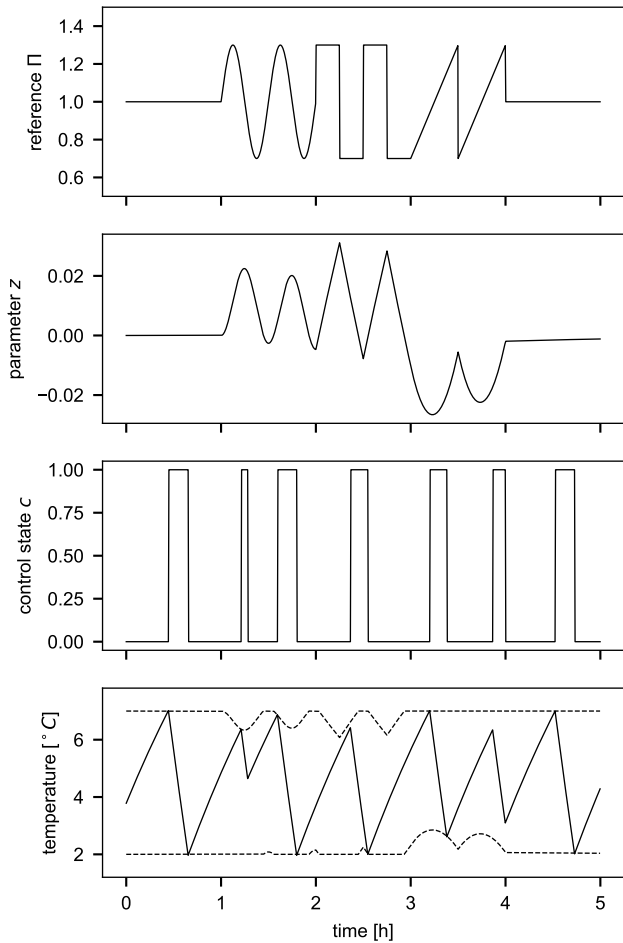 1.4
1.2
1.0
0.8
0.6
reference Π
0.02
0.00
−0.02
parameter z
1.00
0.75
0.50
0.25
0.00
control state c
6
4
2
temperature [°C]
0 1 2 3 4 5
time [h]